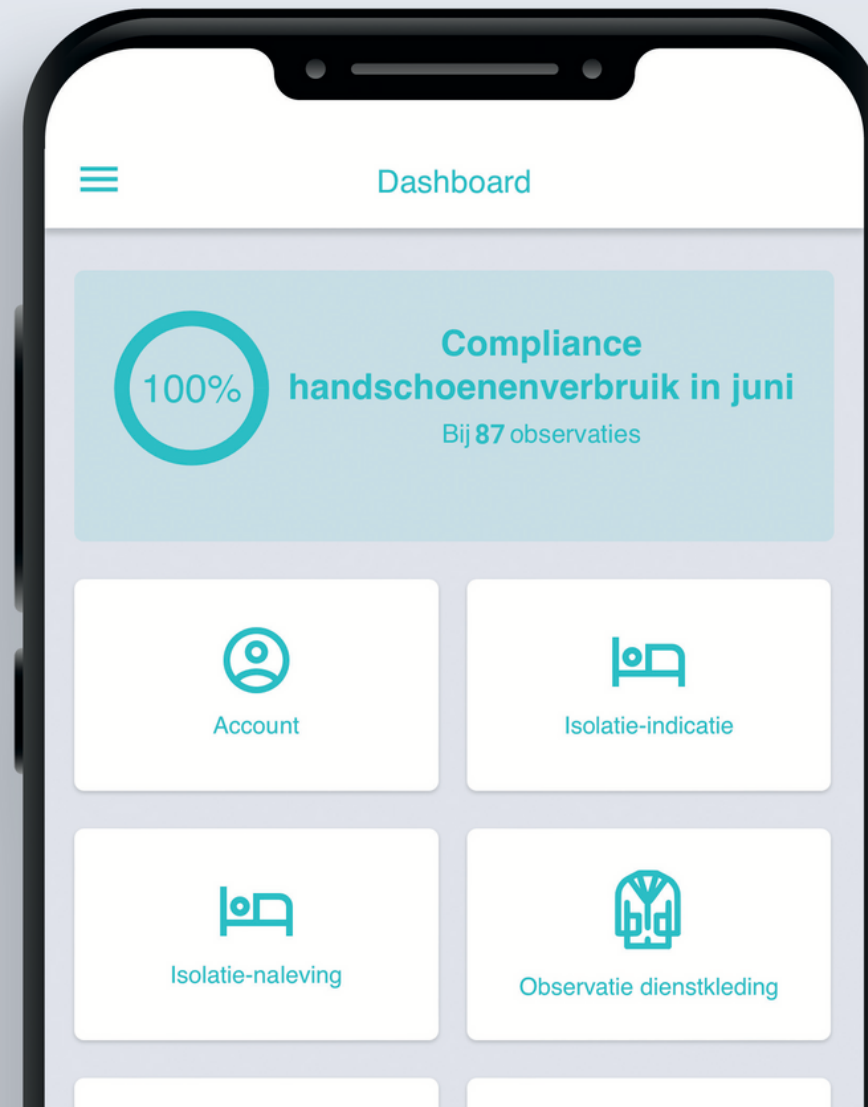 Dashboard
100%
Compliance
handschoenenverbruik in juni
Bij 87 observaties
Account
Isolatie-indicatie
Isolatie-naleving
Observatie dienstkleding